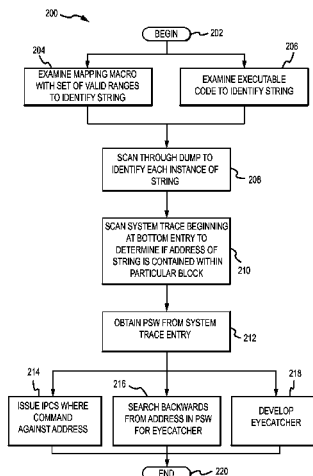 200
BEGIN
202
204
EXAMINE MAPPING MACRO
WITH SET OF VALID RANGES
TO IDENTIFY STRING
206
EXAMINE EXECUTABLE
CODE TO IDENTIFY STRING
SCAN THROUGH DUMP TO
IDENTIFY EACH INSTANCE OF
STRING
206
SCAN SYSTEM TRACE BEGINNING
AT BOTTOM ENTRY TO
DETERMINE IF ADDRESS OF
STRING IS CONTAINED WITHIN
PARTICULAR BLOCK
210
OBTAIN PSW FROM SYSTEM
TRACE ENTRY
212
214
ISSUE IPCS WHERE
COMMAND
AGAINST ADDRESS
216
SEARCH BACKWARDS
FROM ADDRESS IN PSW
FOR EYECATCHER
218
DEVELOP
EYECATCHER
END
220